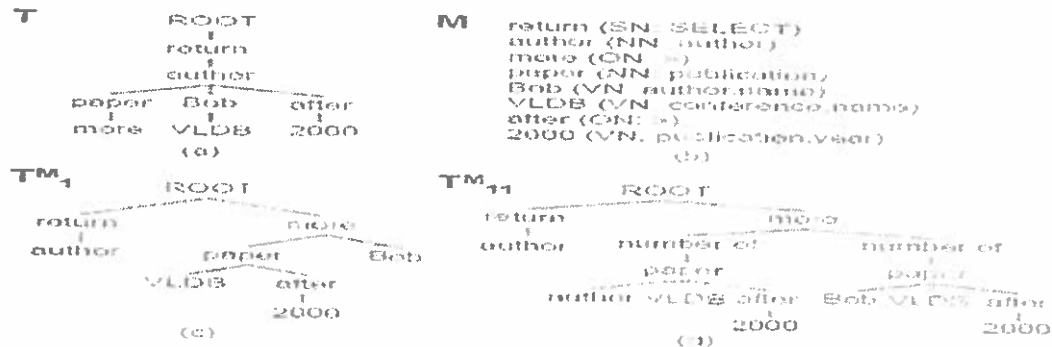 T
ROOT
return
author
paper Bob after
more VLDB 2000
(a)
M
return (SN: SELECT)
author (NN: author)
more (ON: >)
paper (NN: publication)
Bob (VN: author.name)
VLDB (VN: conference.name)
after (ON: >)
2000 (VN: publication.year)
(b)
TM1
ROOT
return more
author paper Bob
VLDB after
2000
(c)
TM11
ROOT
return more
author number of number of
paper paper
author VLDB after Bob VLDB after
2000 2000
(d)